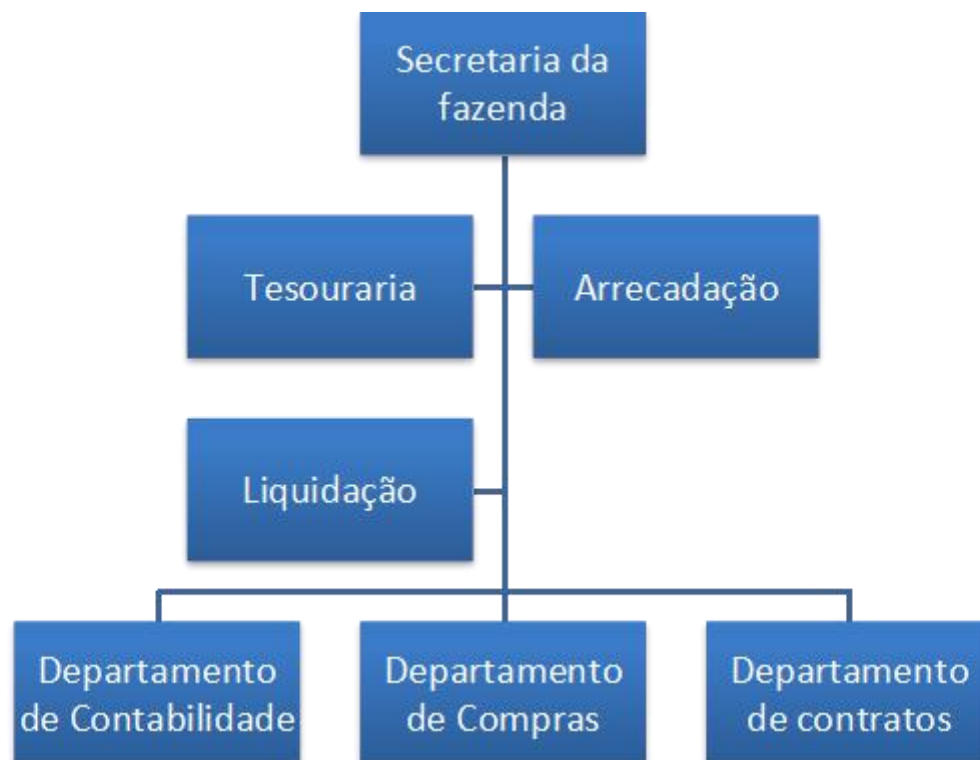 Secretaria da
fazenda
Tesouraria
Arrecadação
Liquidação
Departamento
de Contabilidade
Departamento
de Compras
Departamento
de contratos